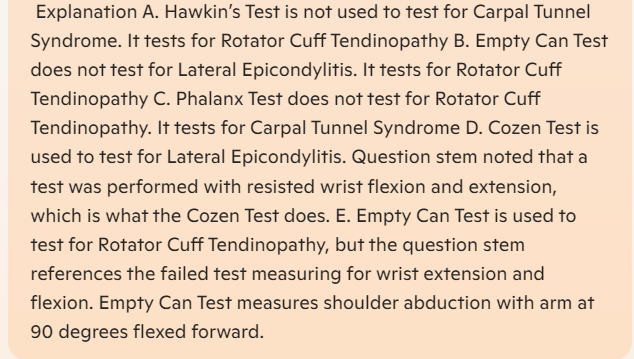 Explanation A. Hawkin’s Test is not used to test for Carpal Tunnel
Syndrome. It tests for Rotator Cuff Tendinopathy B. Empty Can Test
does not test for Lateral Epicondylitis. It tests for Rotator Cuff
Tendinopathy C. Phalanx Test does not test for Rotator Cuff
Tendinopathy. It tests for Carpal Tunnel Syndrome D. Cozen Test is
used to test for Lateral Epicondylitis. Question stem noted that a
test was performed with resisted wrist flexion and extension,
which is what the Cozen Test does. E. Empty Can Test is used to
test for Rotator Cuff Tendinopathy, but the question stem
references the failed test measuring for wrist extension and
flexion. Empty Can Test measures shoulder abduction with arm at
90 degrees flexed forward.